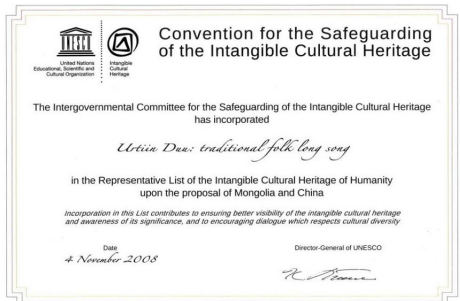 Convention for the Safeguarding
of the Intangible Cultural Heritage
UNESCO
United Nations
Educational, Scientific and
Cultural Organization
Intangible
Cultural
Heritage
The Intergovernmental Committee for the Safeguarding of the Intangible Cultural Heritage
has incorporated
Urtiin Duu: traditional folk long song
in the Representative List of the Intangible Cultural Heritage of Humanity
upon the proposal of Mongolia and China
Incorporation in this List contributes to ensuring better visibility of the intangible cultural heritage
and awareness of its significance, and to encouraging dialogue which respects cultural diversity
Date
4 November 2008
Director-General of UNESCO